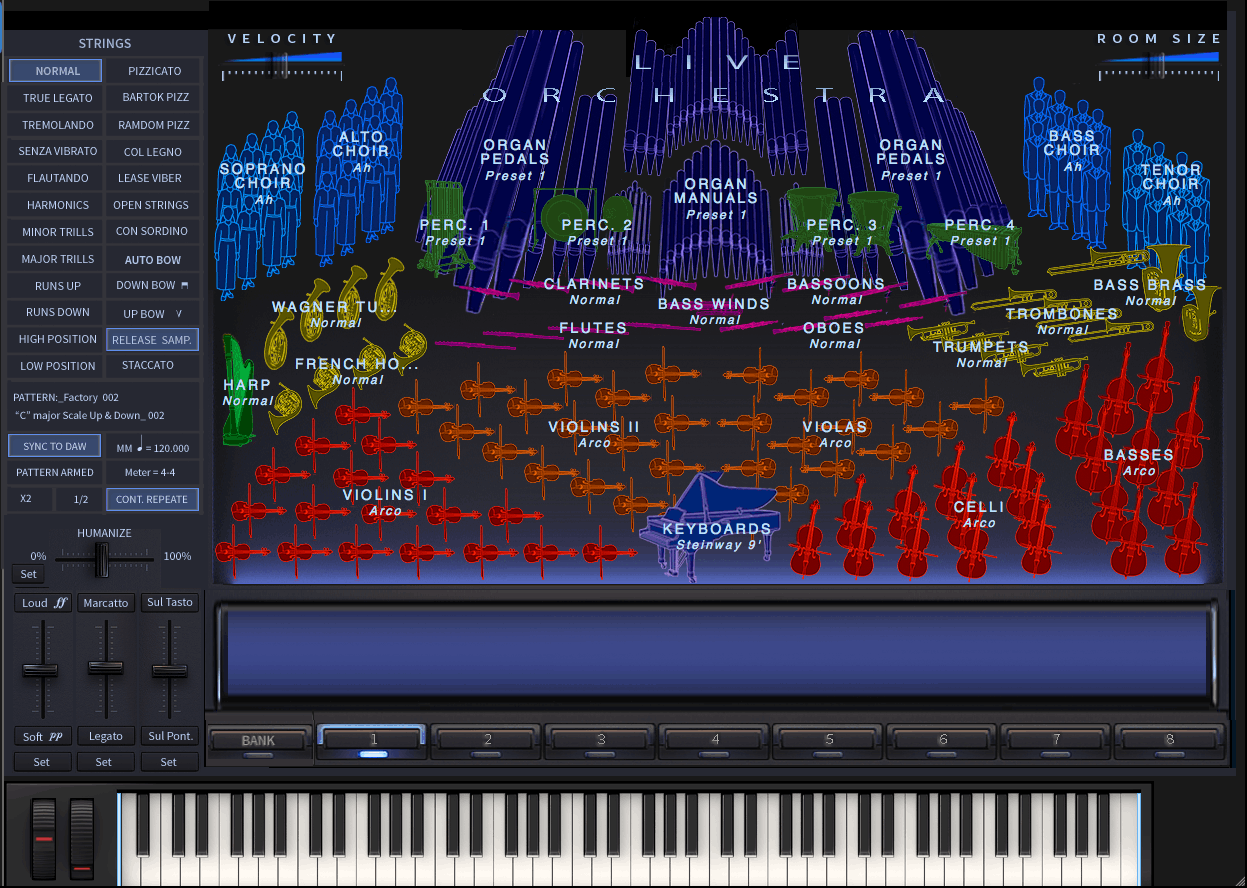 STRINGS
NORMAL
PIZZICATO
TRUE LEGATO
BARTOK PIZZ
TREMOLANDO
RAMDOM PIZZ
SENZA VIBRATO
COL LEGNO
FLAUTANDO
LEASE VIBER
HARMONICS
OPEN STRINGS
MINOR TRILLS
CON SORDINO
MAJOR TRILLS
AUTO BOW
RUNS UP
DOWN BOW
RUNS DOWN
UP BOW V
HIGH POSITION
RELEASE SAMP.
LOW POSITION
STACCATO
PATTERN:_Factory 002
"C" major Scale Up & Down_ 002
SYNC TO DAW
MM ♩ = 120.000
PATTERN ARMED
Meter = 4-4
X2
1/2
CONT. REPEATE
HUMANIZE
0%
100%
Set
Loud ff
Marcatto
Sul Tasto
Soft pp
Legato
Sul Pont.
Set
Set
Set
VELOCITY
ROOM SIZE
LIVE
ORCHESTRA
SOPRANO
CHOIR
Ah
ALTO
CHOIR
Ah
ORGAN
PEDALS
Preset 1
ORGAN
MANUALS
Preset 1
ORGAN
PEDALS
Preset 1
BASS
CHOIR
Ah
TENOR
CHOIR
Ah
PERC. 1
Preset 1
PERC. 2
Preset 1
PERC. 3
Preset 1
PERC. 4
Preset 1
WAGNER TU...
Normal
CLARINETS
Normal
BASS WINDS
Normal
BASSOONS
Normal
BASS BRASS
Normal
TROMBONES
Normal
FLUTES
Normal
OBOES
Normal
TRUMPETS
Normal
FRENCH HO...
Normal
HARP
Normal
VIOLINS II
Arco
VIOLAS
Arco
BASSES
Arco
VIOLINS I
Arco
CELLI
Arco
KEYBOARDS
Steinway 9'
BANK
1
2
3
4
5
6
7
8